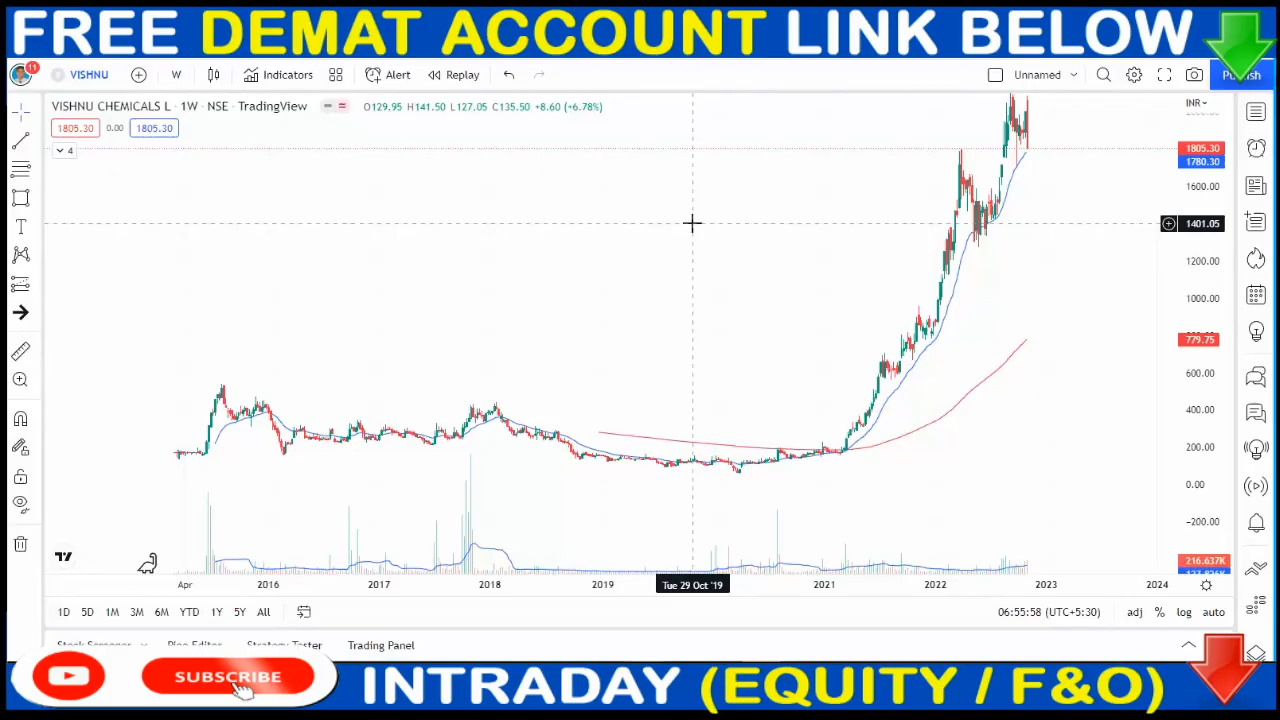 FREE DEMAT ACCOUNT LINK BELOW
11
VISHNU
W
Indicators
Alert
Replay
Unnamed
Publish
VISHNU CHEMICALS L · 1W · NSE · TradingView
O129.95 H141.50 L127.05 C135.50 +8.60 (+6.78%)
INR
1805.30 0.00 1805.30
4
1805.30
1780.30
1600.00
1401.05
1200.00
1000.00
779.75
600.00
400.00
200.00
0.00
−200.00
216.637K
Apr 2016 2017 2018 2019 Tue 29 Oct '19 2021 2022 2023 2024
1D 5D 1M 3M 6M YTD 1Y 5Y All
06:55:58 (UTC+5:30) adj % log auto
Stock Screener Pine Editor Strategy Tester Trading Panel
SUBSCRIBE
INTRADAY (EQUITY / F&O)